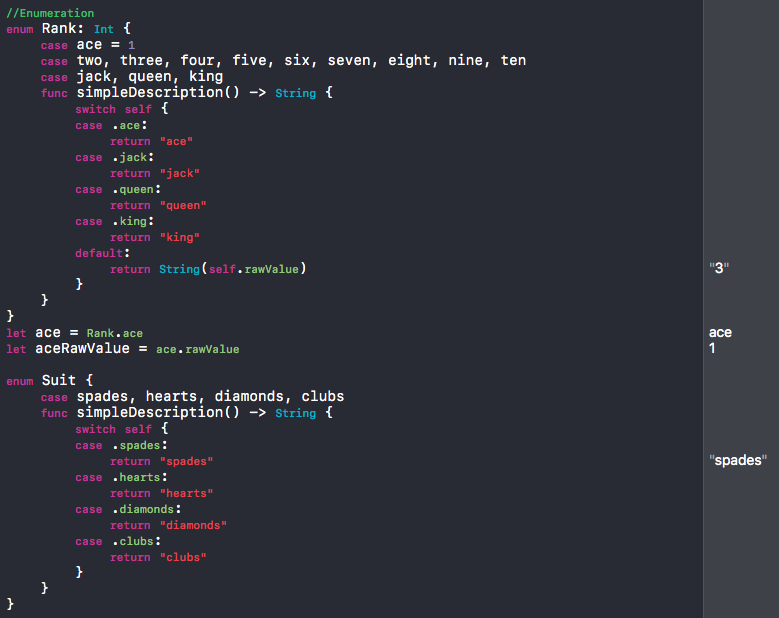 //Enumeration
enum Rank: Int {
    case ace = 1
    case two, three, four, five, six, seven, eight, nine, ten
    case jack, queen, king
    func simpleDescription() -> String {
        switch self {
        case .ace:
            return "ace"
        case .jack:
            return "jack"
        case .queen:
            return "queen"
        case .king:
            return "king"
        default:
            return String(self.rawValue) "3"
        }
    }
}
let ace = Rank.ace ace
let aceRawValue = ace.rawValue 1
enum Suit {
    case spades, hearts, diamonds, clubs
    func simpleDescription() -> String {
        switch self {
        case .spades:
            return "spades" "spades"
        case .hearts:
            return "hearts"
        case .diamonds:
            return "diamonds"
        case .clubs:
            return "clubs"
        }
    }
}